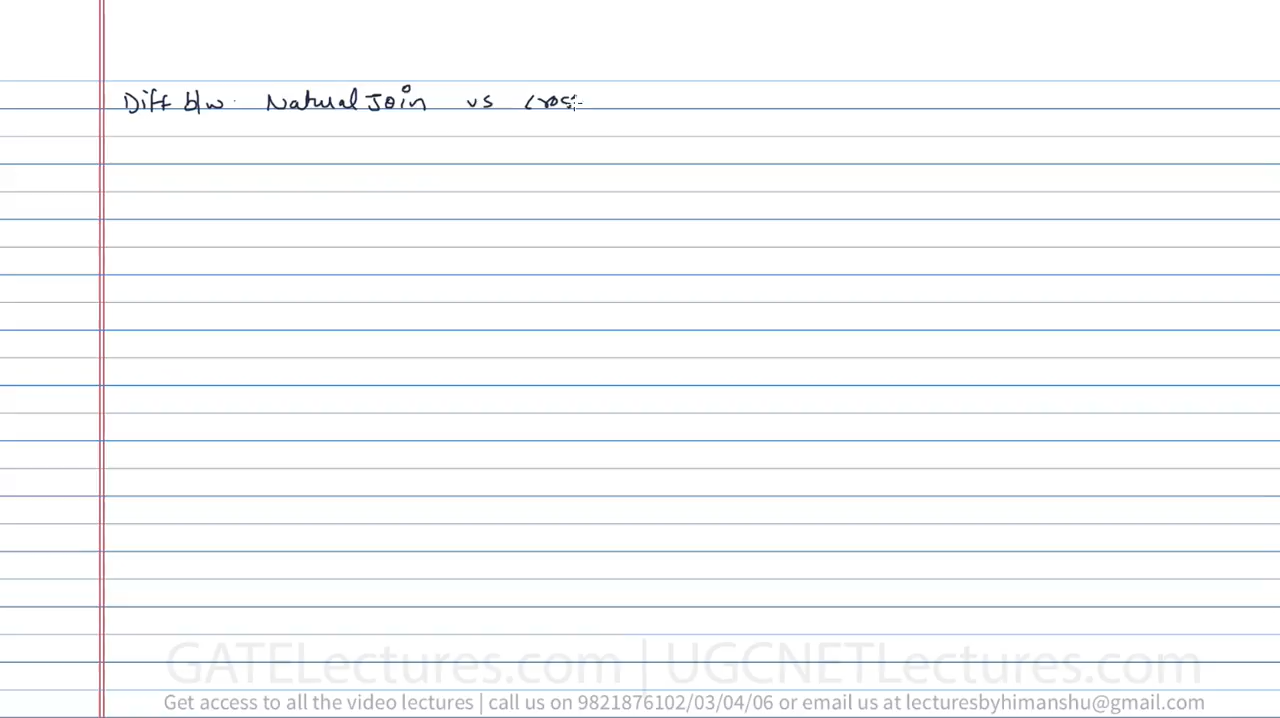 Diff b/w Natural Join vs Cross
GATELectures.com | UGCNETLectures.com
Get access to all the video lectures | call us on 9821876102/03/04/06 or email us at lecturesbyhimanshu@gmail.com